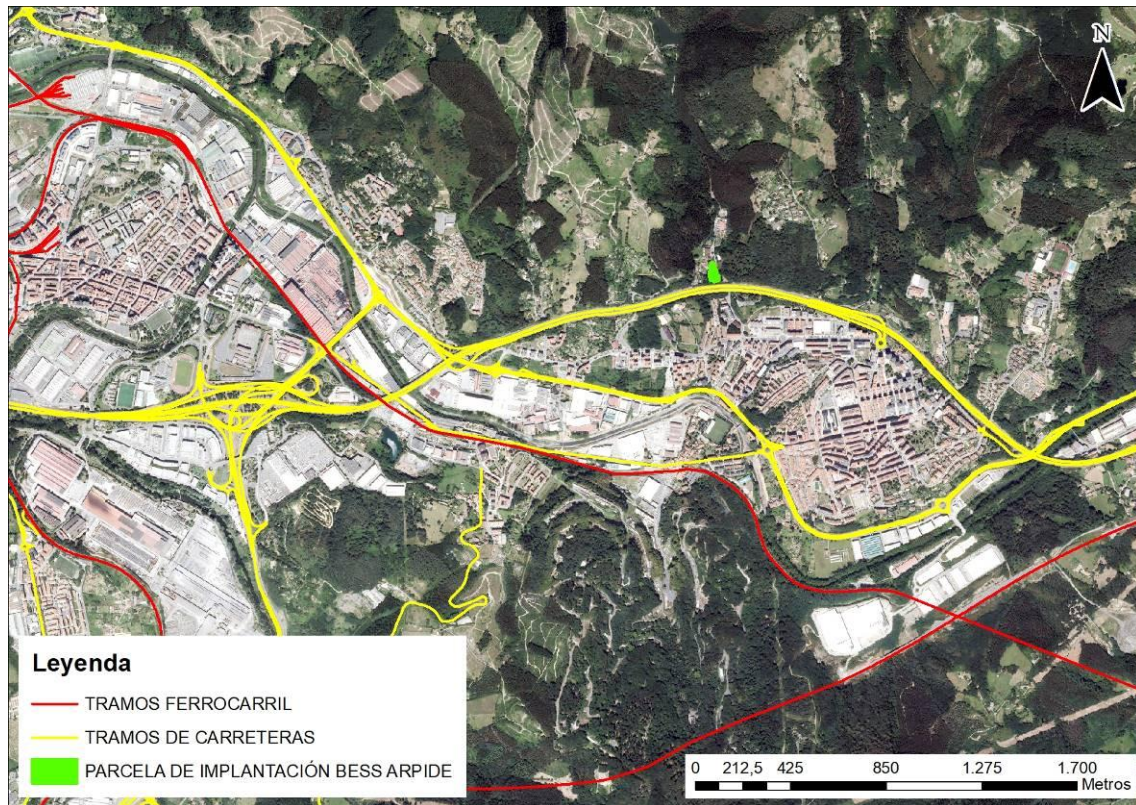 N
Leyenda
TRAMOS FERROCARRIL
TRAMOS DE CARRETERAS
PARCELA DE IMPLANTACIÓN BESS ARPIDE
0 212,5 425 850 1.275 1.700
Metros